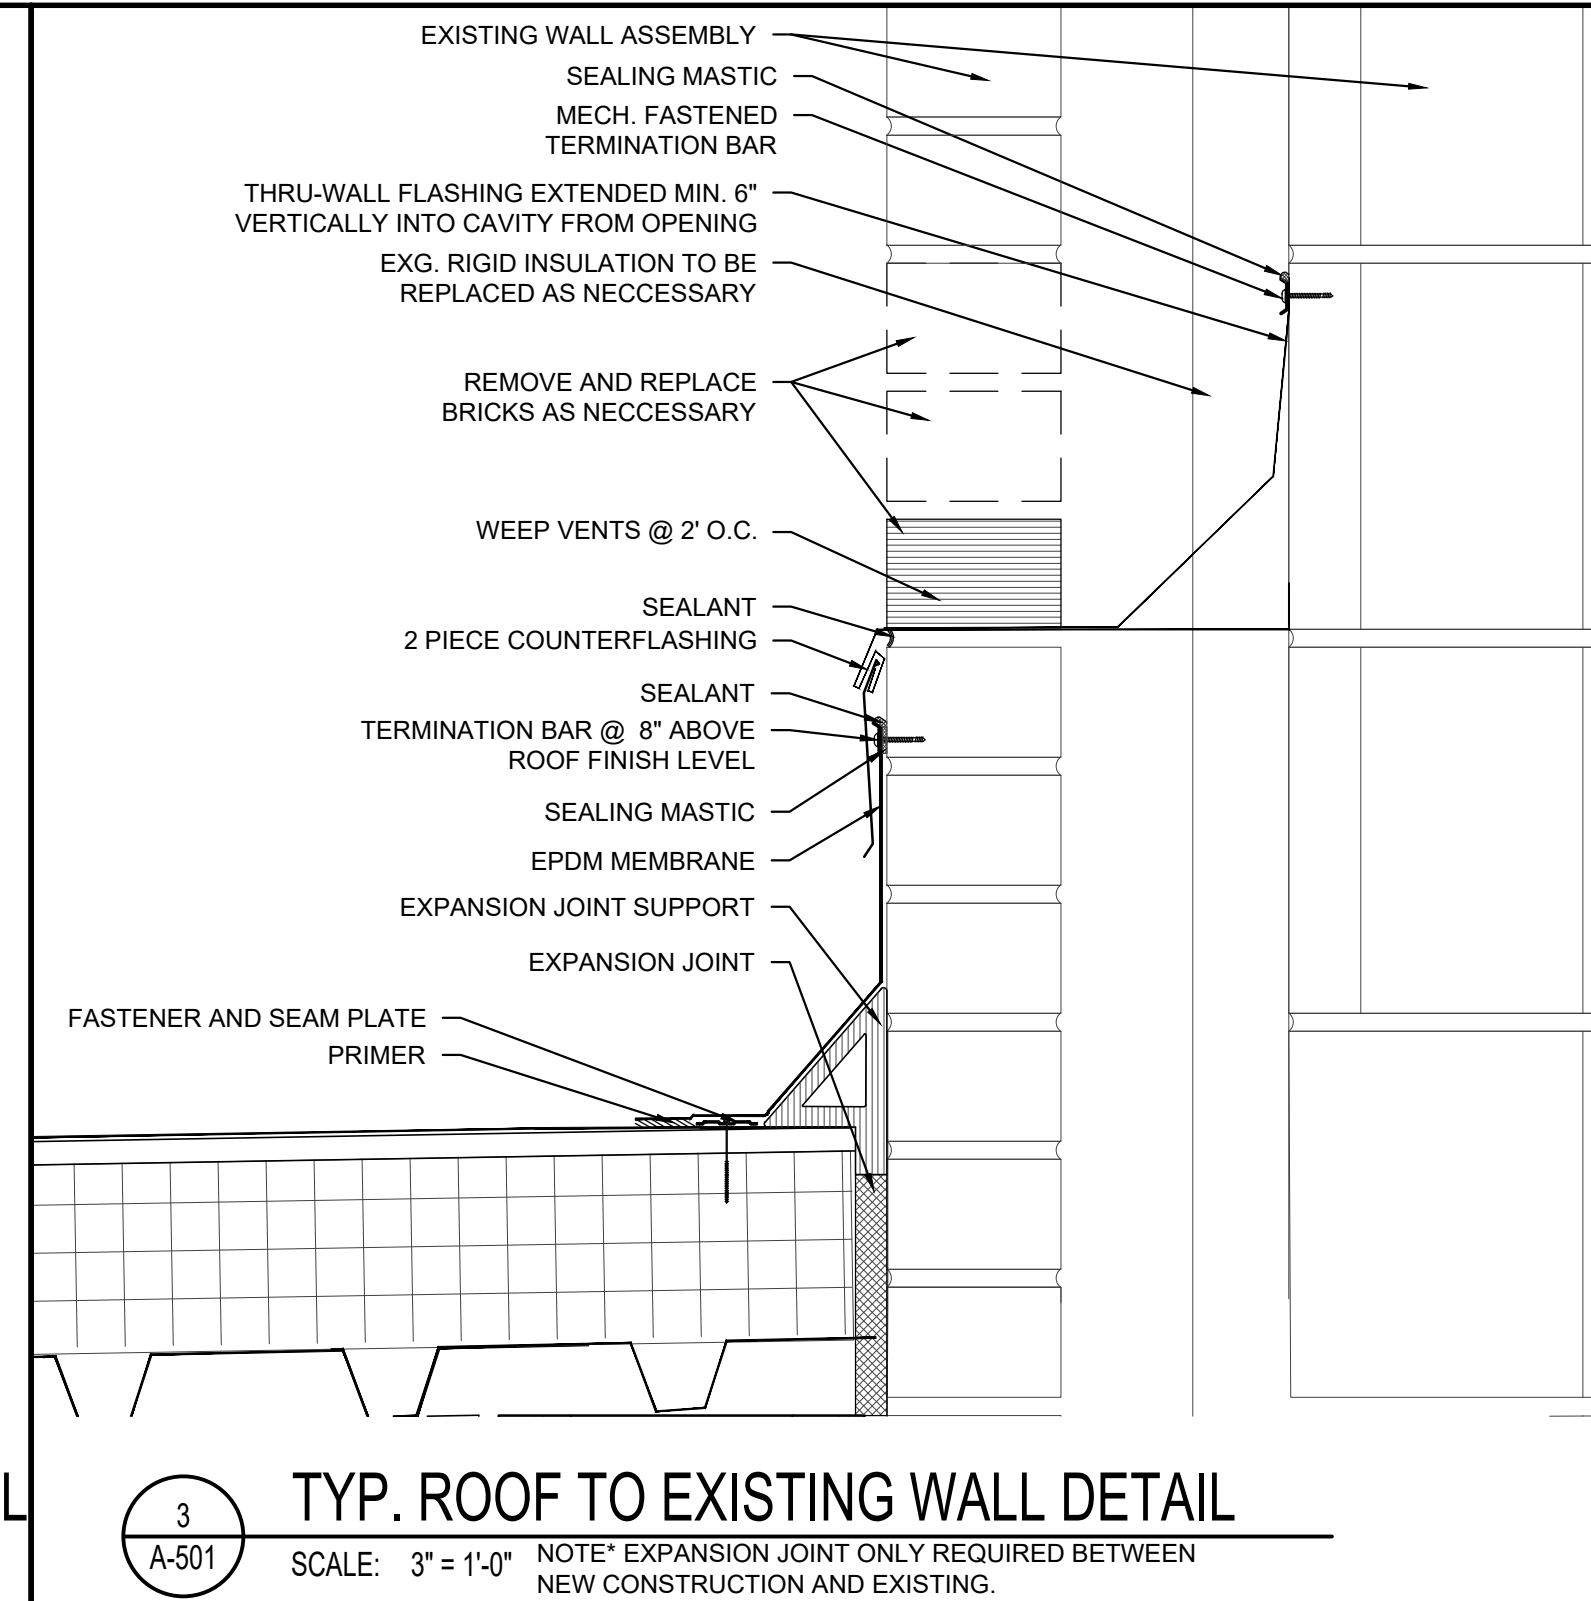 EXISTING WALL ASSEMBLY
SEALING MASTIC
MECH. FASTENED
TERMINATION BAR
THRU-WALL FLASHING EXTENDED MIN. 6"
VERTICALLY INTO CAVITY FROM OPENING
EXG. RIGID INSULATION TO BE
REPLACED AS NECCESSARY
REMOVE AND REPLACE
BRICKS AS NECCESSARY
WEEP VENTS @ 2' O.C.
SEALANT
2 PIECE COUNTERFLASHING
SEALANT
TERMINATION BAR @ 8" ABOVE
ROOF FINISH LEVEL
SEALING MASTIC
EPDM MEMBRANE
EXPANSION JOINT SUPPORT
EXPANSION JOINT
FASTENER AND SEAM PLATE
PRIMER
L
3
A-501
TYP. ROOF TO EXISTING WALL DETAIL
SCALE: 3" = 1'-0"
NOTE* EXPANSION JOINT ONLY REQUIRED BETWEEN
NEW CONSTRUCTION AND EXISTING.